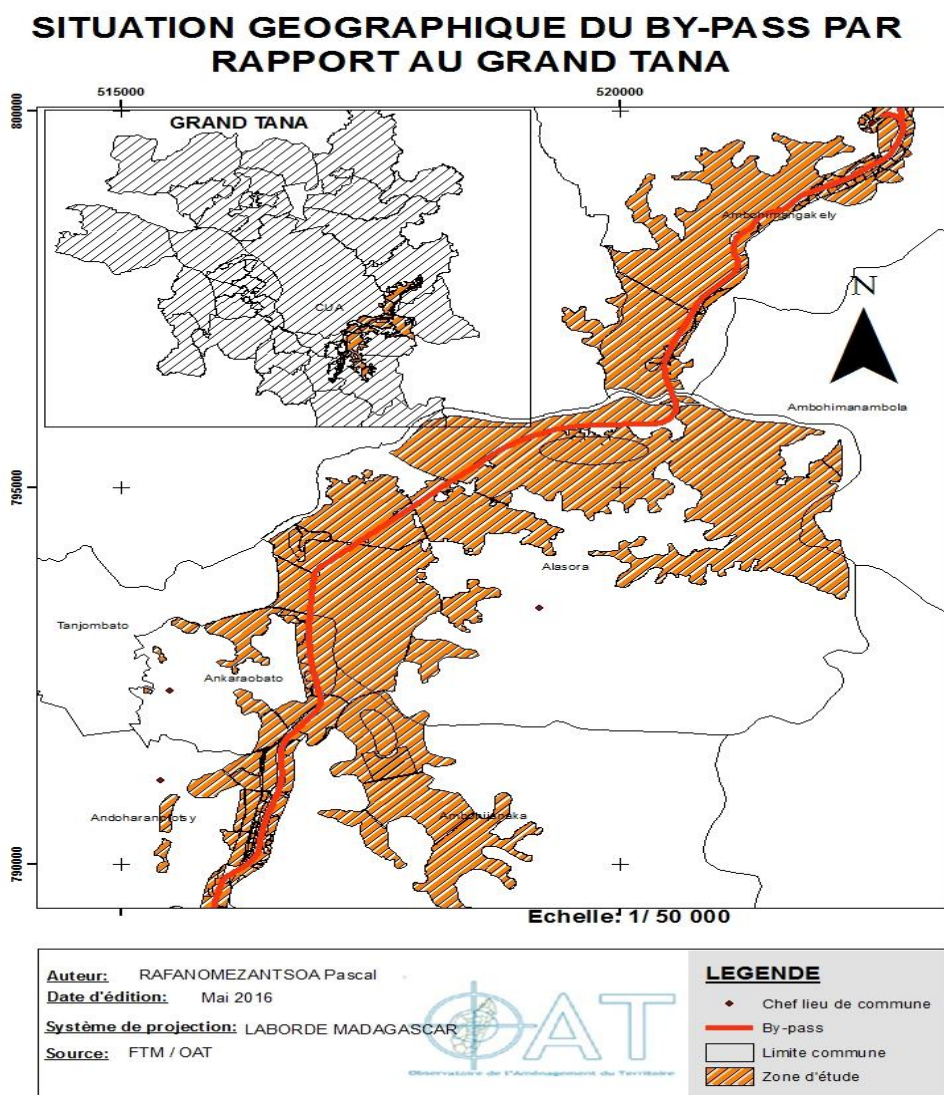 SITUATION GEOGRAPHIQUE DU BY-PASS PAR
RAPPORT AU GRAND TANA
515000
520000
800000
GRAND TANA
CUA
Ambohimangakely
N
Ambohimanambola
795000
Alasora
Tanjombato
Ankaraobato
Andoharanofotsy
Ambohijanaka
790000
Echelle: 1/ 50 000
Auteur: RAFANOMEZANTSOA Pascal
Date d'édition: Mai 2016
Système de projection: LABORDE MADAGASCAR
Source: FTM / OAT
OAT
Observatoire de l'Aménagement du Territoire
LEGENDE
Chef lieu de commune
By-pass
Limite commune
Zone d'étude